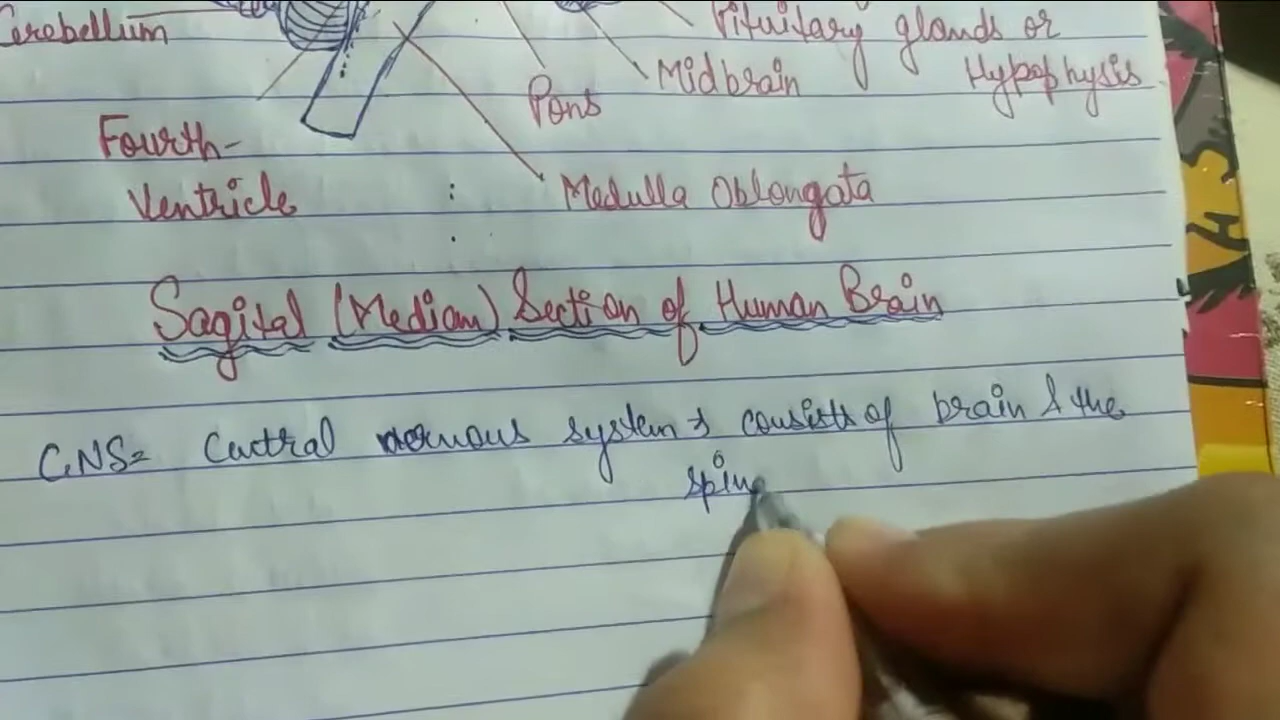 Cerebellum
Pituitary glands or
Hypophysis
Midbrain
Pons
Fourth-
Ventricle
Medulla Oblongata
Sagital (Median) Section of Human Brain
CNS= Central nervous system consists of brain & the
spin